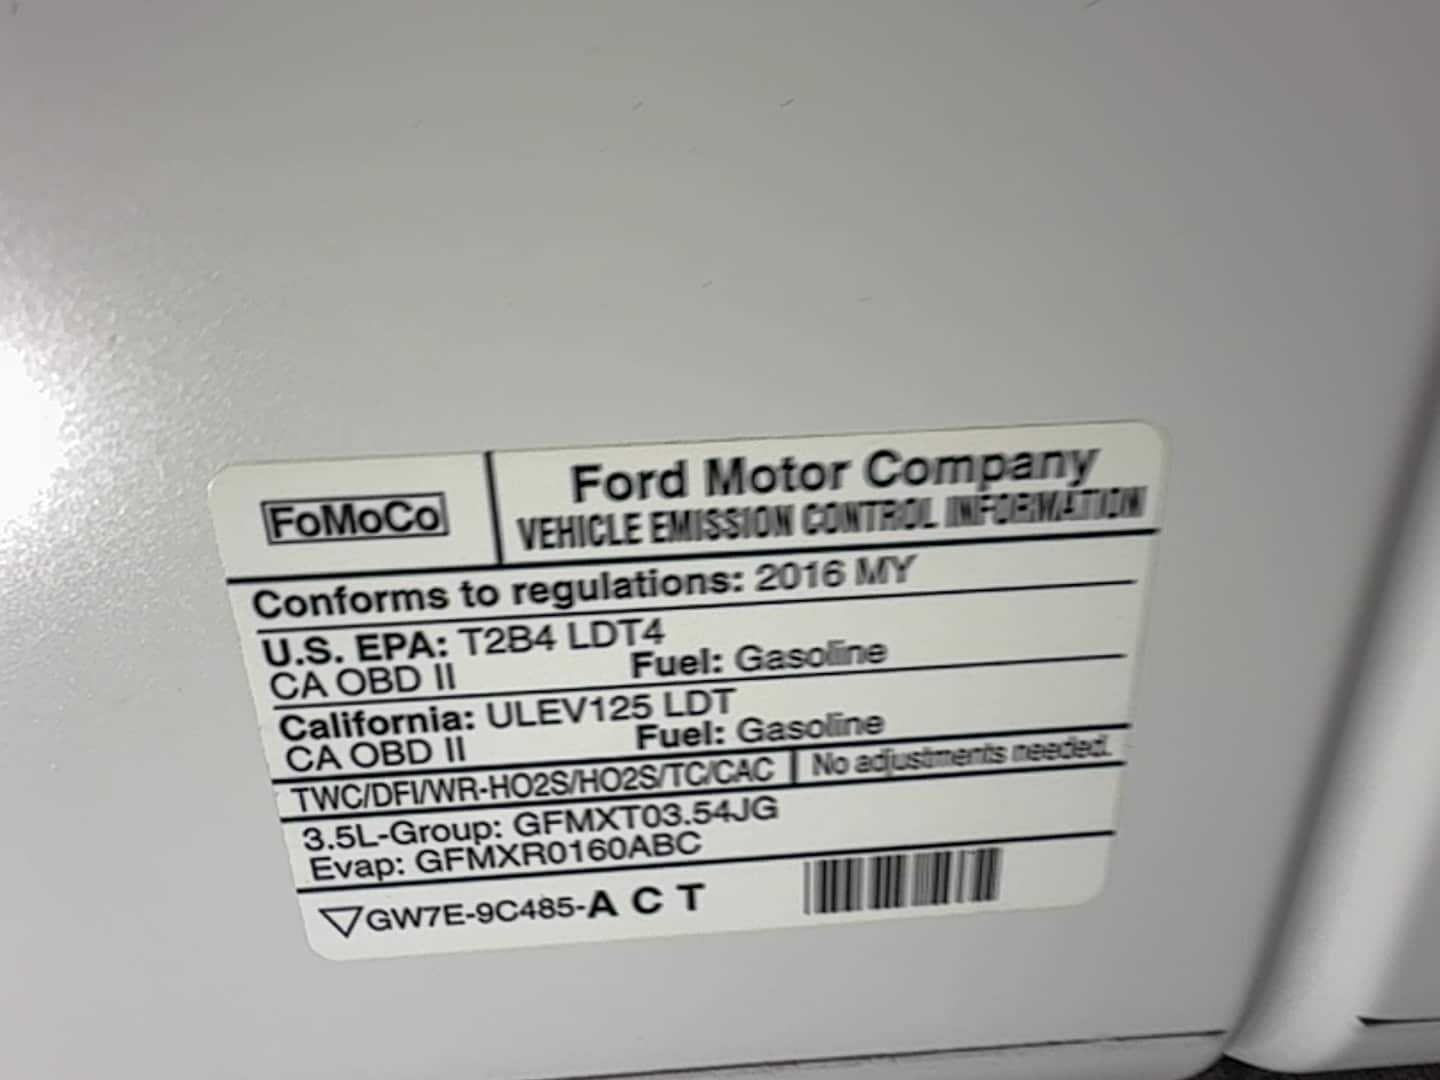 FoMoCo
Ford Motor Company
VEHICLE EMISSION CONTROL INFORMATION
Conforms to regulations: 2016 MY
U.S. EPA: T2B4 LDT4
CA OBD II Fuel: Gasoline
California: ULEV125 LDT
CA OBD II Fuel: Gasoline
TWC/DFI/WR-HO2S/HO2S/TC/CAC No adjustments needed.
3.5L-Group: GFMXT03.54JG
Evap: GFMXR0160ABC
GW7E-9C485-A C T